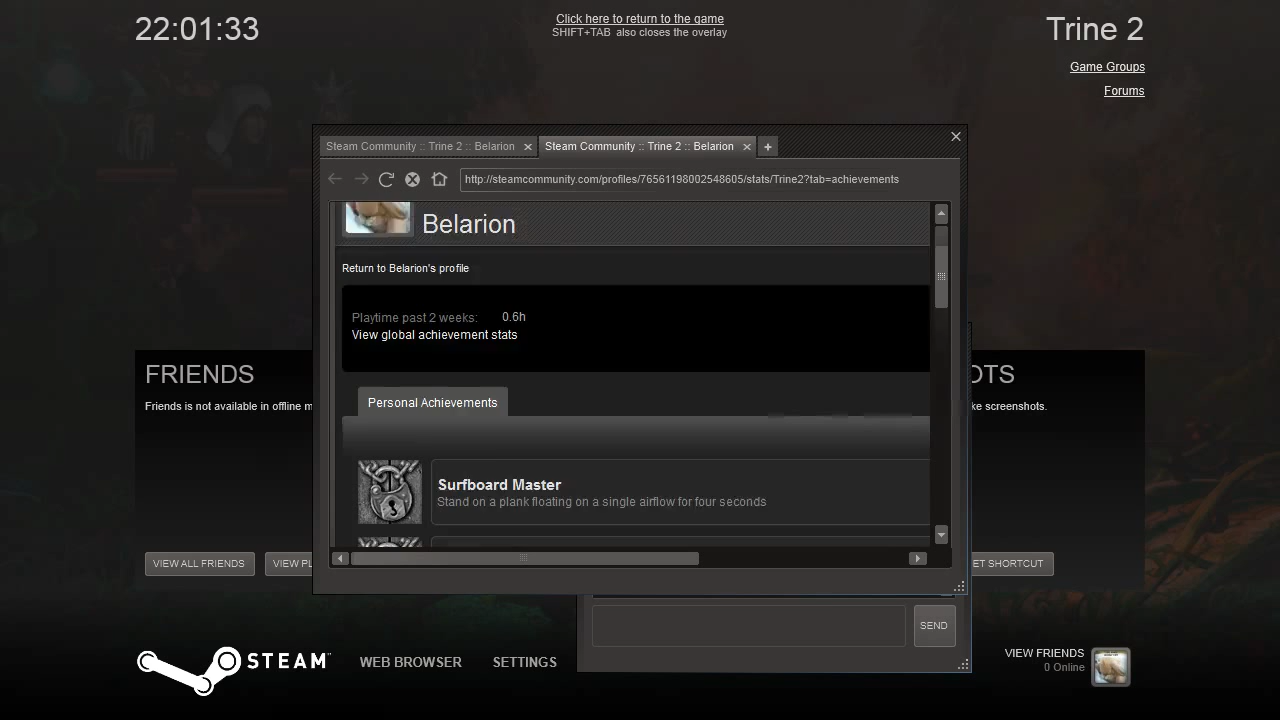 22:01:33
Click here to return to the game
SHIFT+TAB also closes the overlay
Trine 2
Game Groups
Forums
Steam Community :: Trine 2 :: Belarion
Steam Community :: Trine 2 :: Belarion
http://steamcommunity.com/profiles/76561198002548605/stats/Trine2?tab=achievements
Belarion
Return to Belarion's profile
Playtime past 2 weeks: 0.6h
View global achievement stats
FRIENDS
OTS
Friends is not available in offline m
ke screenshots.
Personal Achievements
Surfboard Master
Stand on a plank floating on a single airflow for four seconds
VIEW ALL FRIENDS
VIEW PL
ET SHORTCUT
SEND
STEAM
WEB BROWSER
SETTINGS
VIEW FRIENDS
0 Online